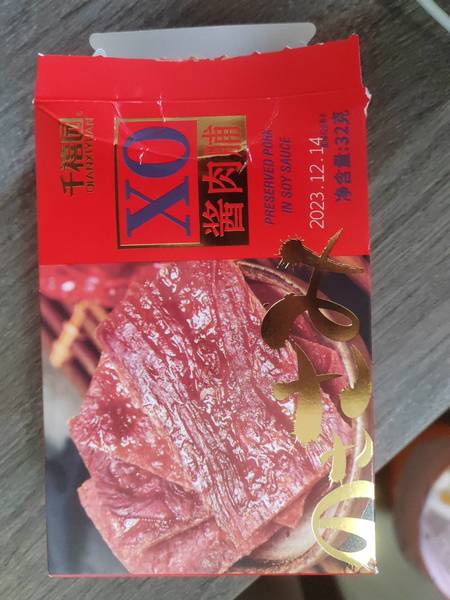 千禧园®
QIANXIYUAN
XO
酱肉脯
PRESERVED PORK
IN SOY SAUCE
2023.12.14
净含量:32克